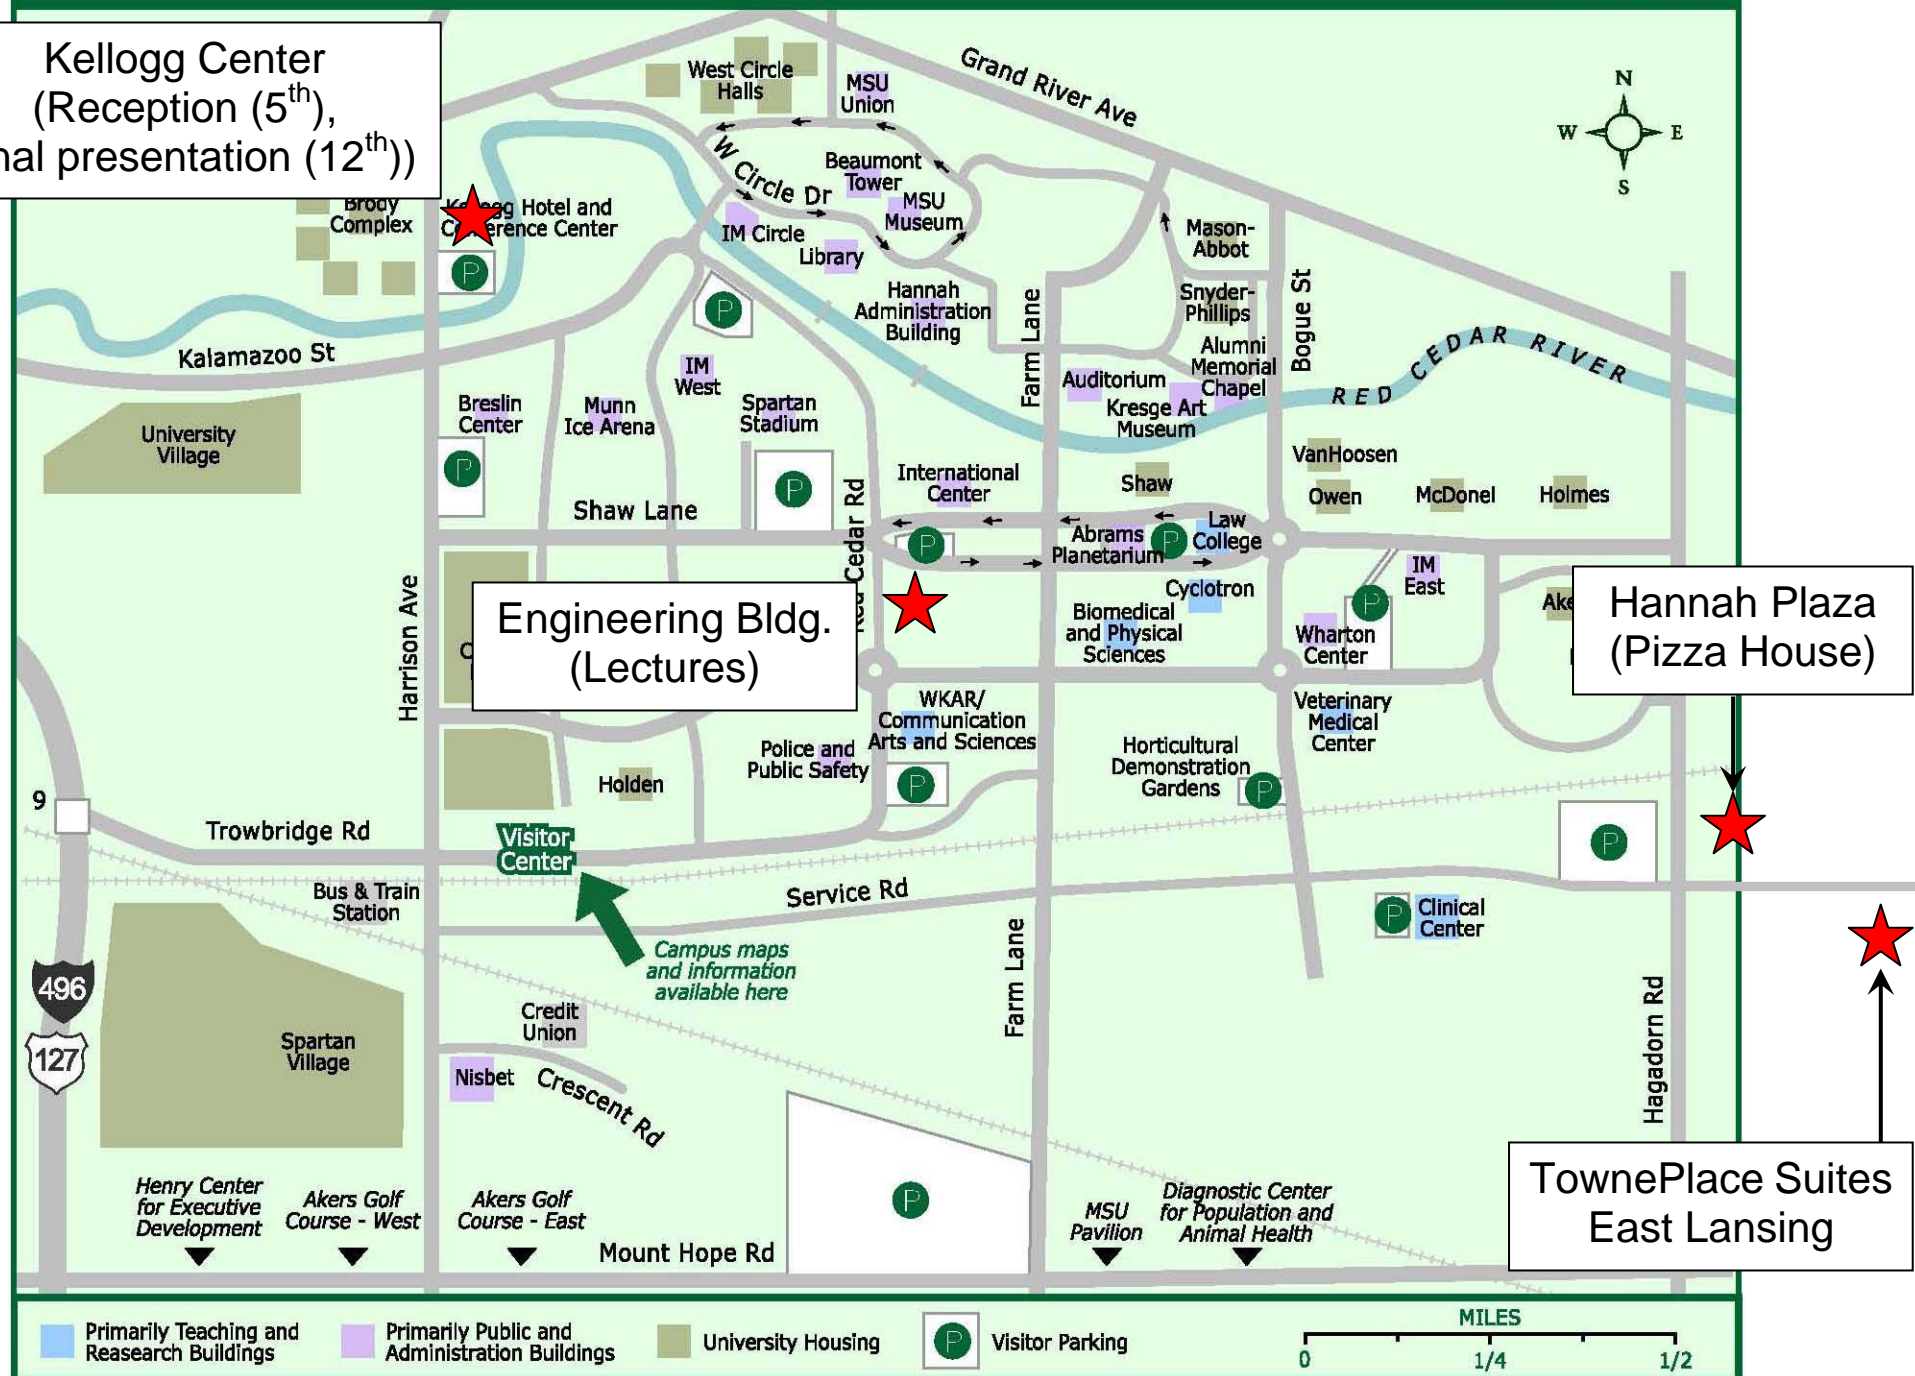 Kellogg Center
(Reception (5th),
nal presentation (12th))
West Circle
Halls
MSU
Union
Grand River Ave
N
W
E
S
W Circle Dr
Beaumont
Tower
MSU
Museum
IM Circle
Library
Hannah
Administration
Building
Brody
Complex
Kellogg Hotel and
Conference Center
P
P
Mason-
Abbot
Snyder-
Phillips
Alumni
Memorial
Chapel
Bogue St
Farm Lane
Auditorium
Kresge Art
Museum
RED CEDAR RIVER
Kalamazoo St
University
Village
Breslin
Center
P
Munn
Ice Arena
IM
West
Spartan
Stadium
P
Shaw Lane
Harrison Ave
Red Cedar Rd
International
Center
P
Shaw
Abrams
Planetarium
P
Law
College
Cyclotron
Biomedical
and Physical
Sciences
VanHoosen
Owen
McDonel
Holmes
IM
East
P
Wharton
Center
Ake
Hannah Plaza
(Pizza House)
Engineering Bldg.
(Lectures)
WKAR/
Communication
Arts and Sciences
P
Police and
Public Safety
Holden
Veterinary
Medical
Center
Horticultural
Demonstration
Gardens
P
9
Trowbridge Rd
Visitor
Center
Bus & Train
Station
Service Rd
Campus maps
and information
available here
P
P
Clinical
Center
496
127
Spartan
Village
Credit
Union
Nisbet
Crescent Rd
Farm Lane
Hagadorn Rd
TownePlace Suites
East Lansing
Henry Center
for Executive
Development
Akers Golf
Course - West
Akers Golf
Course - East
Mount Hope Rd
P
MSU
Pavilion
Diagnostic Center
for Population and
Animal Health
Primarily Teaching and
Reasearch Buildings
Primarily Public and
Administration Buildings
University Housing
P
Visitor Parking
MILES
0
1/4
1/2